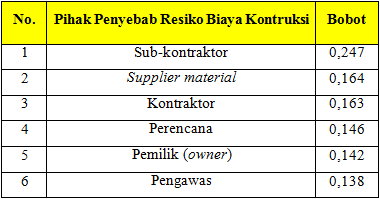 No. Pihak Penyebab Resiko Biaya Kontruksi Bobot
1 Sub-kontraktor 0,247
2 Supplier material 0,164
3 Kontraktor 0,163
4 Perencana 0,146
5 Pemilik (owner) 0,142
6 Pengawas 0,138